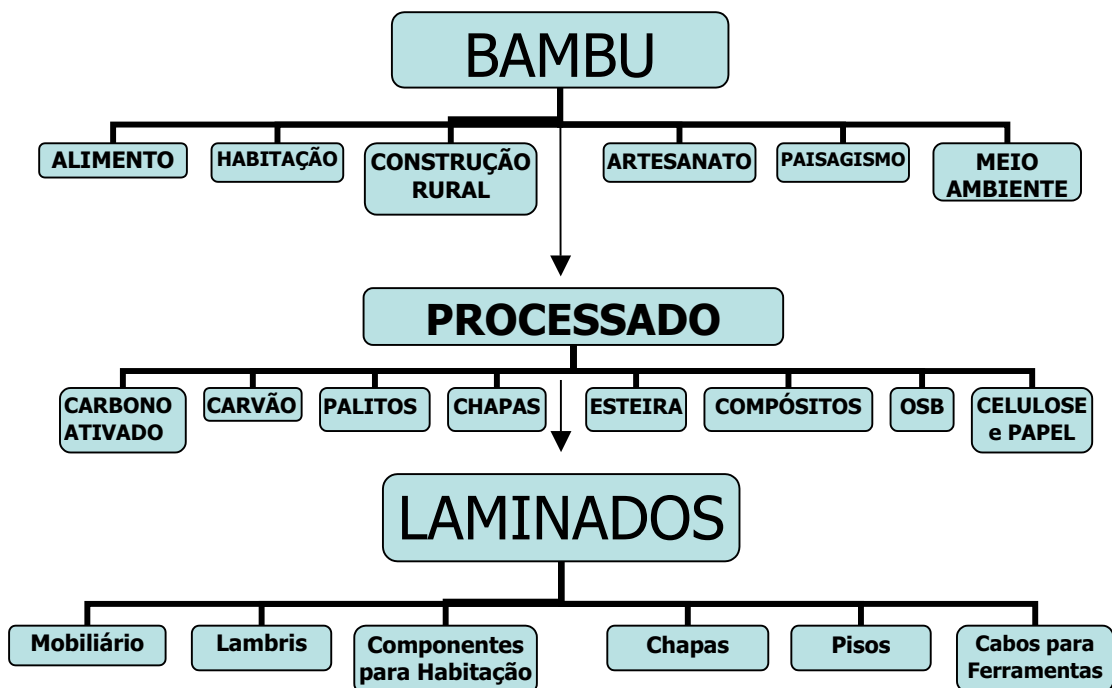 BAMBU
ALIMENTO
HABITAÇÃO
CONSTRUÇÃO
RURAL
ARTESANATO
PAISAGISMO
MEIO
AMBIENTE
PROCESSADO
CARBONO
ATIVADO
CARVÃO
PALITOS
CHAPAS
ESTEIRA
COMPÓSITOS
OSB
CELULOSE
e PAPEL
LAMINADOS
Mobiliário
Lambris
Componentes
para Habitação
Chapas
Pisos
Cabos para
Ferramentas